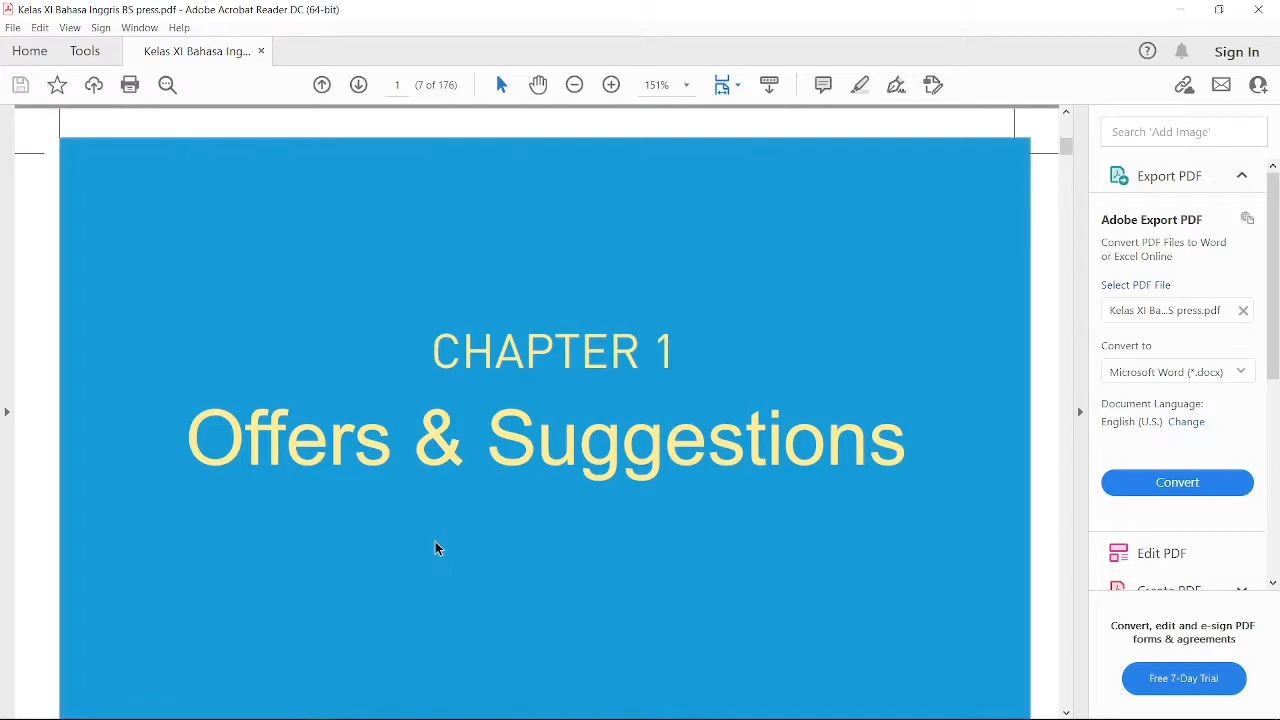 Kelas XI Bahasa Inggris BS press.pdf - Adobe Acrobat Reader DC (64-bit)
File Edit View Sign Window Help
Home Tools Kelas XI Bahasa Ing... × Sign In
1 (7 of 176) 151%
Search 'Add Image'
Export PDF
Adobe Export PDF
Convert PDF Files to Word
or Excel Online
Select PDF File
Kelas XI Ba...S press.pdf
Convert to
Microsoft Word (*.docx)
Document Language:
English (U.S.) Change
Convert
Edit PDF
Create PDF
Convert, edit and e-sign PDF
forms & agreements
Free 7-Day Trial
CHAPTER 1
Offers & Suggestions